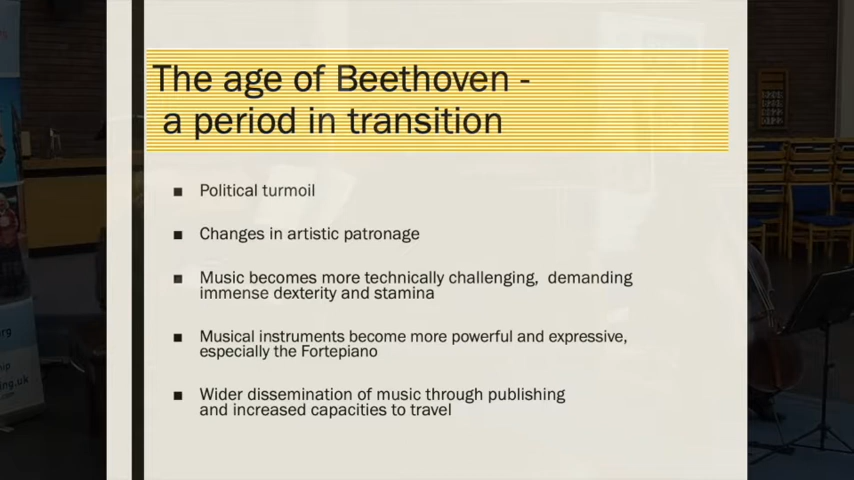 The age of Beethoven -
a period in transition
■ Political turmoil
■ Changes in artistic patronage
■ Music becomes more technically challenging, demanding
immense dexterity and stamina
■ Musical instruments become more powerful and expressive,
especially the Fortepiano
■ Wider dissemination of music through publishing
and increased capacities to travel